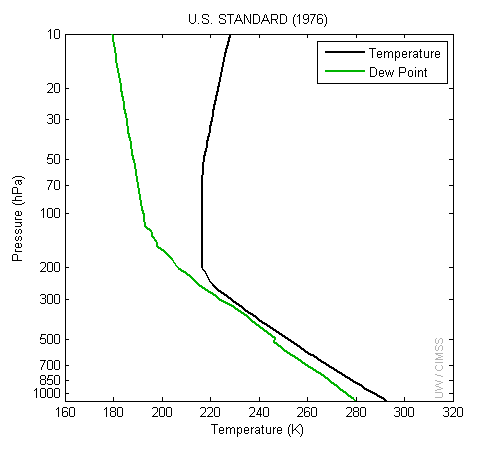 U.S. STANDARD (1976)
10
20
30
50
70
100
200
300
500
700
850
1000
Pressure (hPa)
Temperature
Dew Point
UW / CIMSS
160 180 200 220 240 260 280 300 320
Temperature (K)